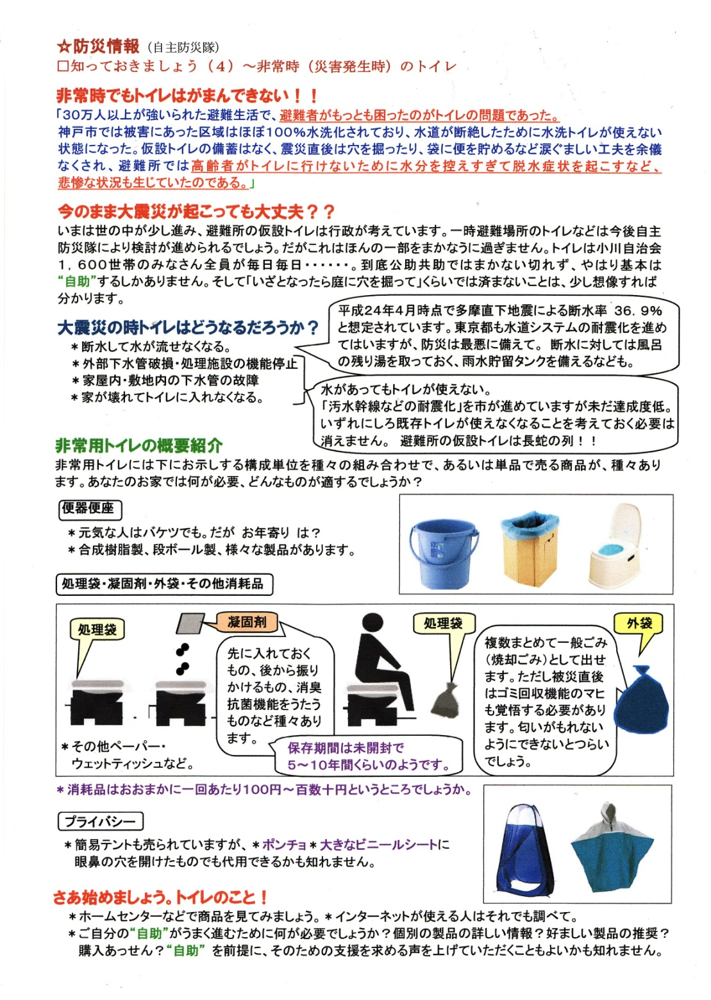 ☆防災情報（自主防災隊）
□知っておきましょう（４）～非常時（災害発生時）のトイレ
非常時でもトイレはがまんできない！！
「３０万人以上が強いられた避難生活で、避難者がもっとも困ったのがトイレの問題であった。
神戸市では被害にあった区域はほぼ１００％水洗化されており、水道が断絶したために水洗トイレが使えない
状態になった。仮設トイレの備蓄はなく、震災直後は穴を掘ったり、袋に便を貯めるなど涙ぐましい工夫を余儀
なくされ、避難所では高齢者がトイレに行けないために水分を控えすぎて脱水症状を起こすなど、
悲惨な状況も生じていたのである。」
今のまま大震災が起こっても大丈夫？？
いまは世の中が少し進み、避難所の仮設トイレは行政が考えています。一時避難場所のトイレなどは今後自主
防災隊により検討が進められるでしょう。だがこれはほんの一部をまかなうに過ぎません。トイレは小川自治会
１，６００世帯のみなさん全員が毎日毎日・・・・・・。到底公助共助ではまかない切れず、やはり基本は
“自助”するしかありません。そして「いざとなったら庭に穴を掘って」くらいでは済まないことは、少し想像すれば
分かります。
大震災の時トイレはどうなるだろうか？
＊断水して水が流せなくなる。
＊外部下水管破損・処理施設の機能停止
＊家屋内・敷地内の下水管の故障
＊家が壊れてトイレに入れなくなる。
平成２４年４月時点で多摩直下地震による断水率 ３６．９％
と想定されています。東京都も水道システムの耐震化を進め
てはいますが、防災は最悪に備えて。 断水に対しては風呂
の残り湯を取っておく、雨水貯留タンクを備えるなども。
水があってもトイレが使えない。
「汚水幹線などの耐震化」を市が進めていますが未だ達成度低。
いずれにしろ既存トイレが使えなくなることを考えておく必要は
消えません。 避難所の仮設トイレは長蛇の列！！
非常用トイレの概要紹介
非常用トイレには下にお示しする構成単位を種々の組み合わせで、あるいは単品で売る商品が、種々あり
ます。あなたのお家では何が必要、どんなものが適するでしょうか？
便器便座
＊元気な人はバケツでも。だが お年寄り は？
＊合成樹脂製、段ボール製、様々な製品があります。
処理袋・凝固剤・外袋・その他消耗品
処理袋
凝固剤
先に入れておく
もの、後から振り
かけるもの、消臭
抗菌機能をうたう
ものなど種々あり
ます。
処理袋
複数まとめて一般ごみ
（焼却ごみ）として出せ
ます。ただし被災直後
はゴミ回収機能のマヒ
も覚悟する必要があり
ます。匂いがもれない
ようにできないとつらい
でしょう。
外袋
＊その他ペーパー・
ウェットティッシュなど。
保存期間は未開封で
５～１０年間くらいのようです。
＊消耗品はおおまかに一回あたり１００円～百数十円というところでしょうか。
プライバシー
＊簡易テントも売られていますが、＊ポンチョ＊大きなビニールシートに
眼鼻の穴を開けたものでも代用できるかも知れません。
さあ始めましょう。トイレのこと！
＊ホームセンターなどで商品を見てみましょう。＊インターネットが使える人はそれでも調べて。
＊ご自分の“自助”がうまく進むために何が必要でしょうか？個別の製品の詳しい情報？好ましい製品の推奨？
購入あっせん？“自助” を前提に、そのための支援を求める声を上げていただくこともよいかも知れません。